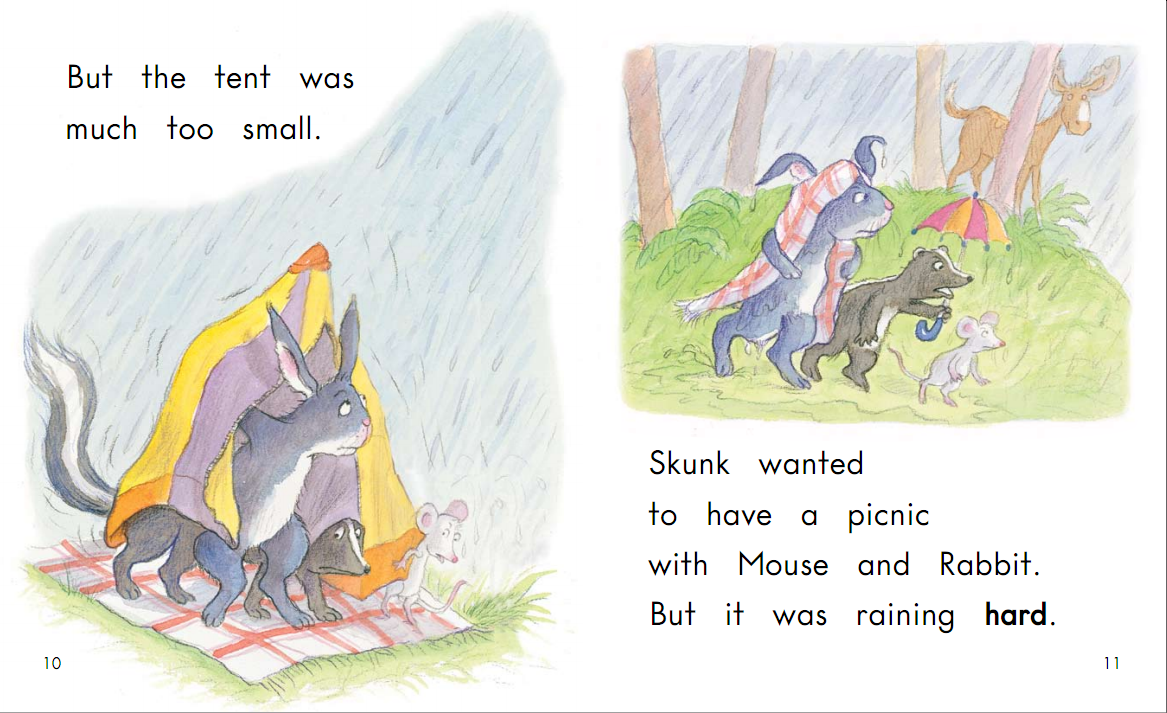 But the tent was
much too small.
10
Skunk wanted
to have a picnic
with Mouse and Rabbit.
But it was raining hard.
11